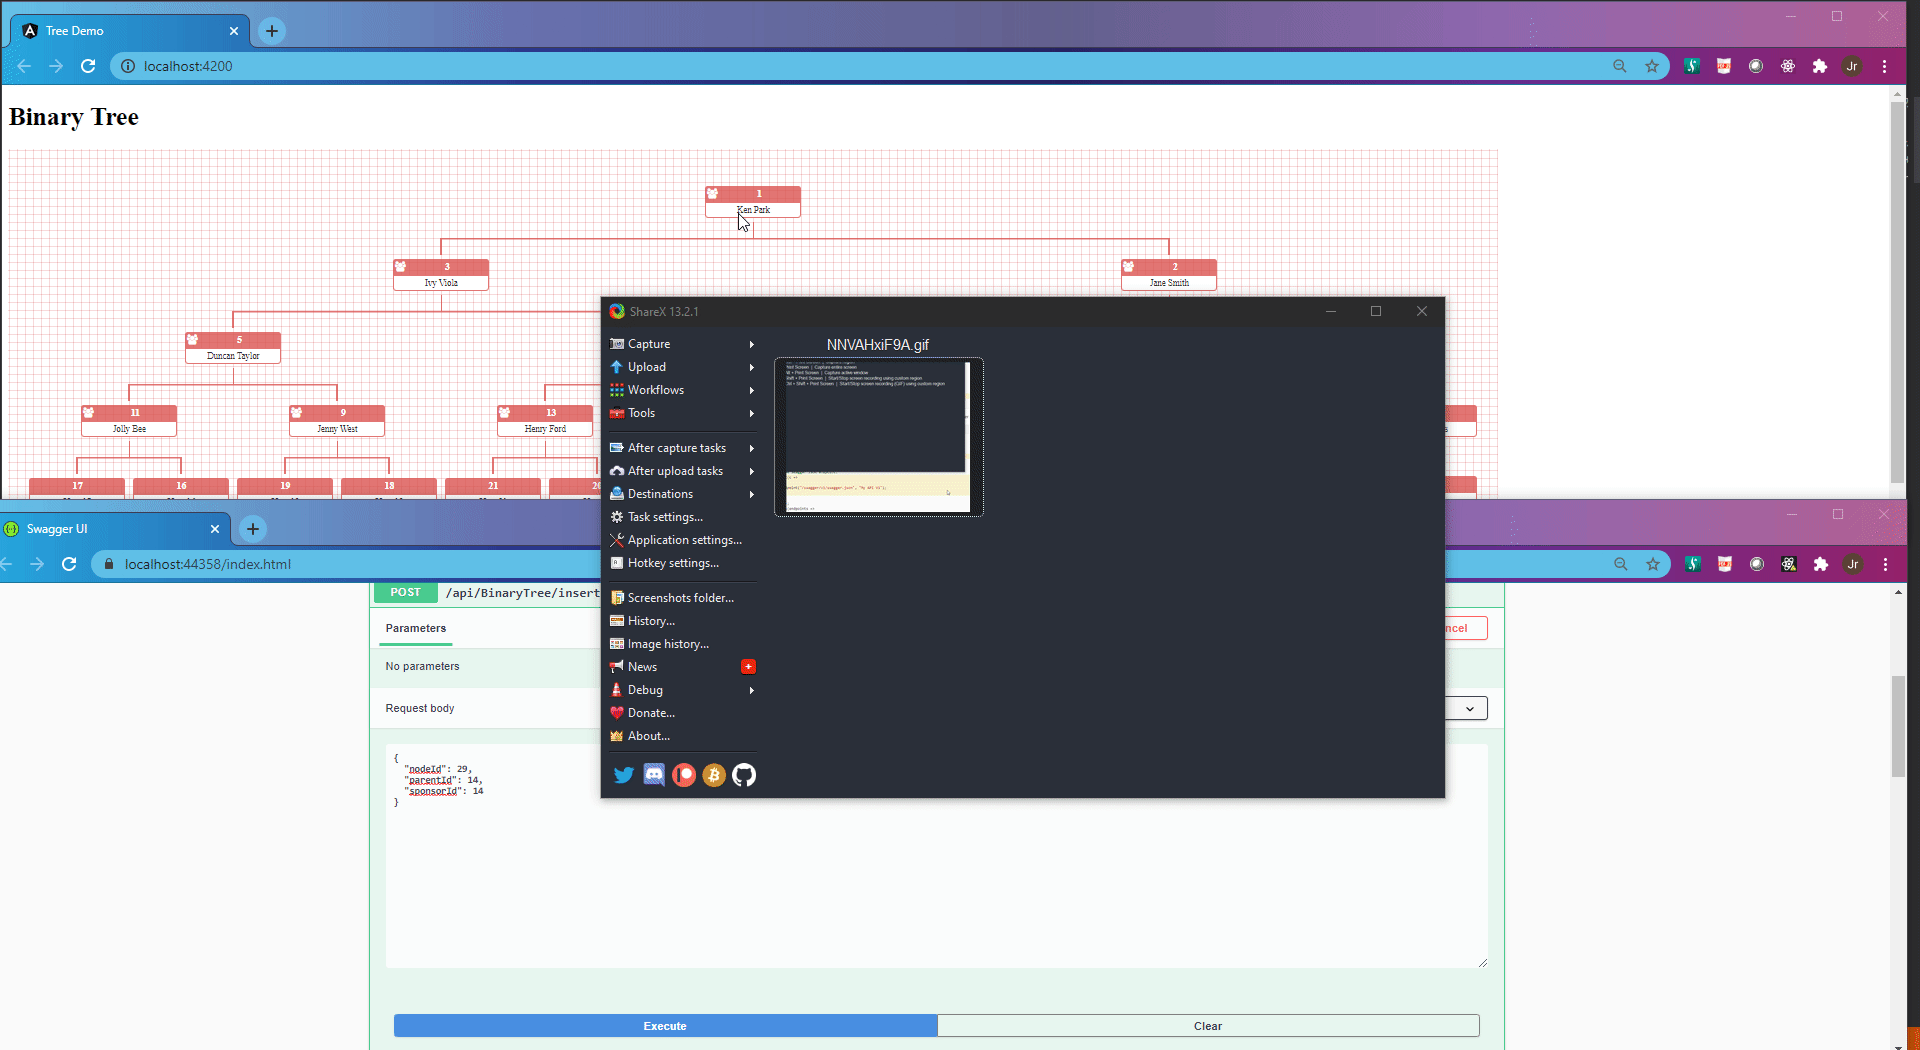 Tree Demo
localhost:4200
Jr
Binary Tree
1
Ken Park
3
Ivy Viola
2
Jane Smith
5
Duncan Taylor
11
Jolly Bee
9
Jenny West
13
Henry Ford
s
17
16
19
18
21
ShareX 13.2.1
Capture
Upload
Workflows
Tools
After capture tasks
After upload tasks
Destinations
Task settings...
Application settings...
Hotkey settings...
Screenshots folder...
History...
Image history...
News
Debug
Donate...
About...
NNVAHxiF9A.gif
Swagger UI
localhost:44358/index.html
Jr
POST /api/BinaryTree/insert
Parameters
ncel
No parameters
Request body
{
"nodeId": 29,
"parentId": 14,
"sponsorId": 14
}
Execute
Clear